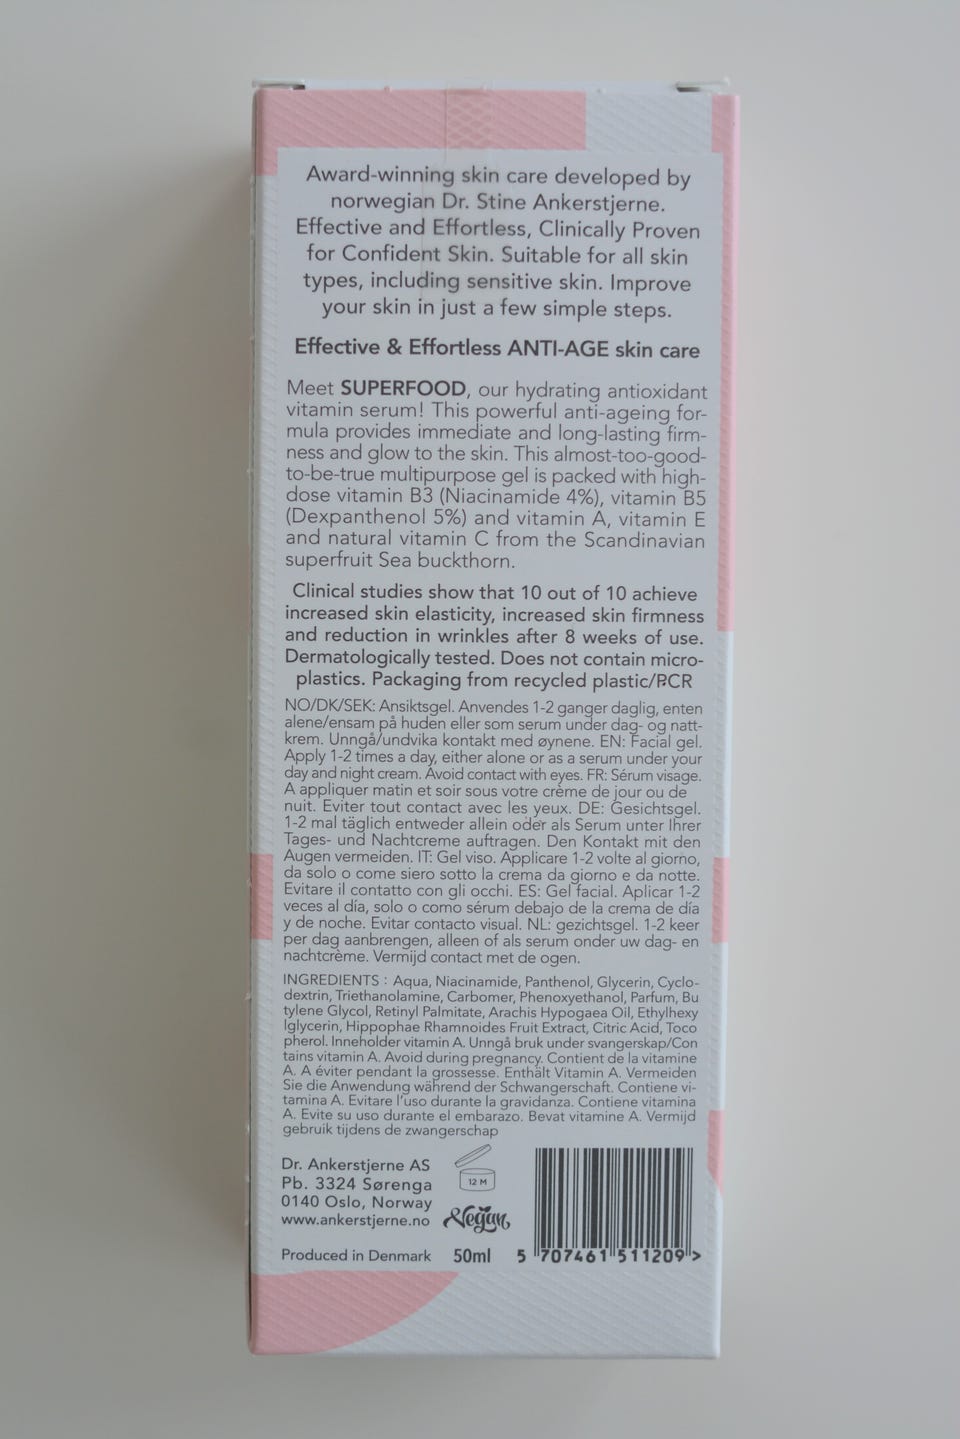 Award-winning skin care developed by
norwegian Dr. Stine Ankerstjerne.
Effective and Effortless, Clinically Proven
for Confident Skin. Suitable for all skin
types, including sensitive skin. Improve
your skin in just a few simple steps.
Effective & Effortless ANTI-AGE skin care
Meet SUPERFOOD, our hydrating antioxidant
vitamin serum! This powerful anti-ageing for-
mula provides immediate and long-lasting firm-
ness and glow to the skin. This almost-too-good-
to-be-true multipurpose gel is packed with high-
dose vitamin B3 (Niacinamide 4%), vitamin B5
(Dexpanthenol 5%) and vitamin A, vitamin E
and natural vitamin C from the Scandinavian
superfruit Sea buckthorn.
Clinical studies show that 10 out of 10 achieve
increased skin elasticity, increased skin firmness
and reduction in wrinkles after 8 weeks of use.
Dermatologically tested. Does not contain micro-
plastics. Packaging from recycled plastic/PCR
NO/DK/SEK: Ansiktsgel. Anvendes 1-2 ganger daglig, enten
alene/ensam på huden eller som serum under dag- og natt-
krem. Unngå/undvika kontakt med øynene. EN: Facial gel.
Apply 1-2 times a day, either alone or as a serum under your
day and night cream. Avoid contact with eyes. FR: Sérum visage.
A appliquer matin et soir sous votre crème de jour ou de
nuit. Eviter tout contact avec les yeux. DE: Gesichtsgel.
1-2 mal täglich entweder allein oder als Serum unter Ihrer
Tages- und Nachtcreme auftragen. Den Kontakt mit den
Augen vermeiden. IT: Gel viso. Applicare 1-2 volte al giorno,
da solo o come siero sotto la crema da giorno e da notte.
Evitare il contatto con gli occhi. ES: Gel facial. Aplicar 1-2
veces al día, solo o como sérum debajo de la crema de día
y de noche. Evitar contacto visual. NL: gezichtsgel. 1-2 keer
per dag aanbrengen, alleen of als serum onder uw dag- en
nachtcrème. Vermijd contact met de ogen.
INGREDIENTS : Aqua, Niacinamide, Panthenol, Glycerin, Cyclo-
dextrin, Triethanolamine, Carbomer, Phenoxyethanol, Parfum, Bu
tylene Glycol, Retinyl Palmitate, Arachis Hypogaea Oil, Ethylhexy
lglycerin, Hippophae Rhamnoides Fruit Extract, Citric Acid, Toco
pherol. Inneholder vitamin A. Unngå bruk under svangerskap/Con
tains vitamin A. Avoid during pregnancy. Contient de la vitamine
A. A éviter pendant la grossesse. Enthält Vitamin A. Vermeiden
Sie die Anwendung während der Schwangerschaft. Contiene vi-
tamina A. Evitare l'uso durante la gravidanza. Contiene vitamina
A. Evite su uso durante el embarazo. Bevat vitamine A. Vermijd
gebruik tijdens de zwangerschap
Dr. Ankerstjerne AS
Pb. 3324 Sørenga
0140 Oslo, Norway
www.ankerstjerne.no
12 M
Vegan
Produced in Denmark 50ml
5 707461 511209 >